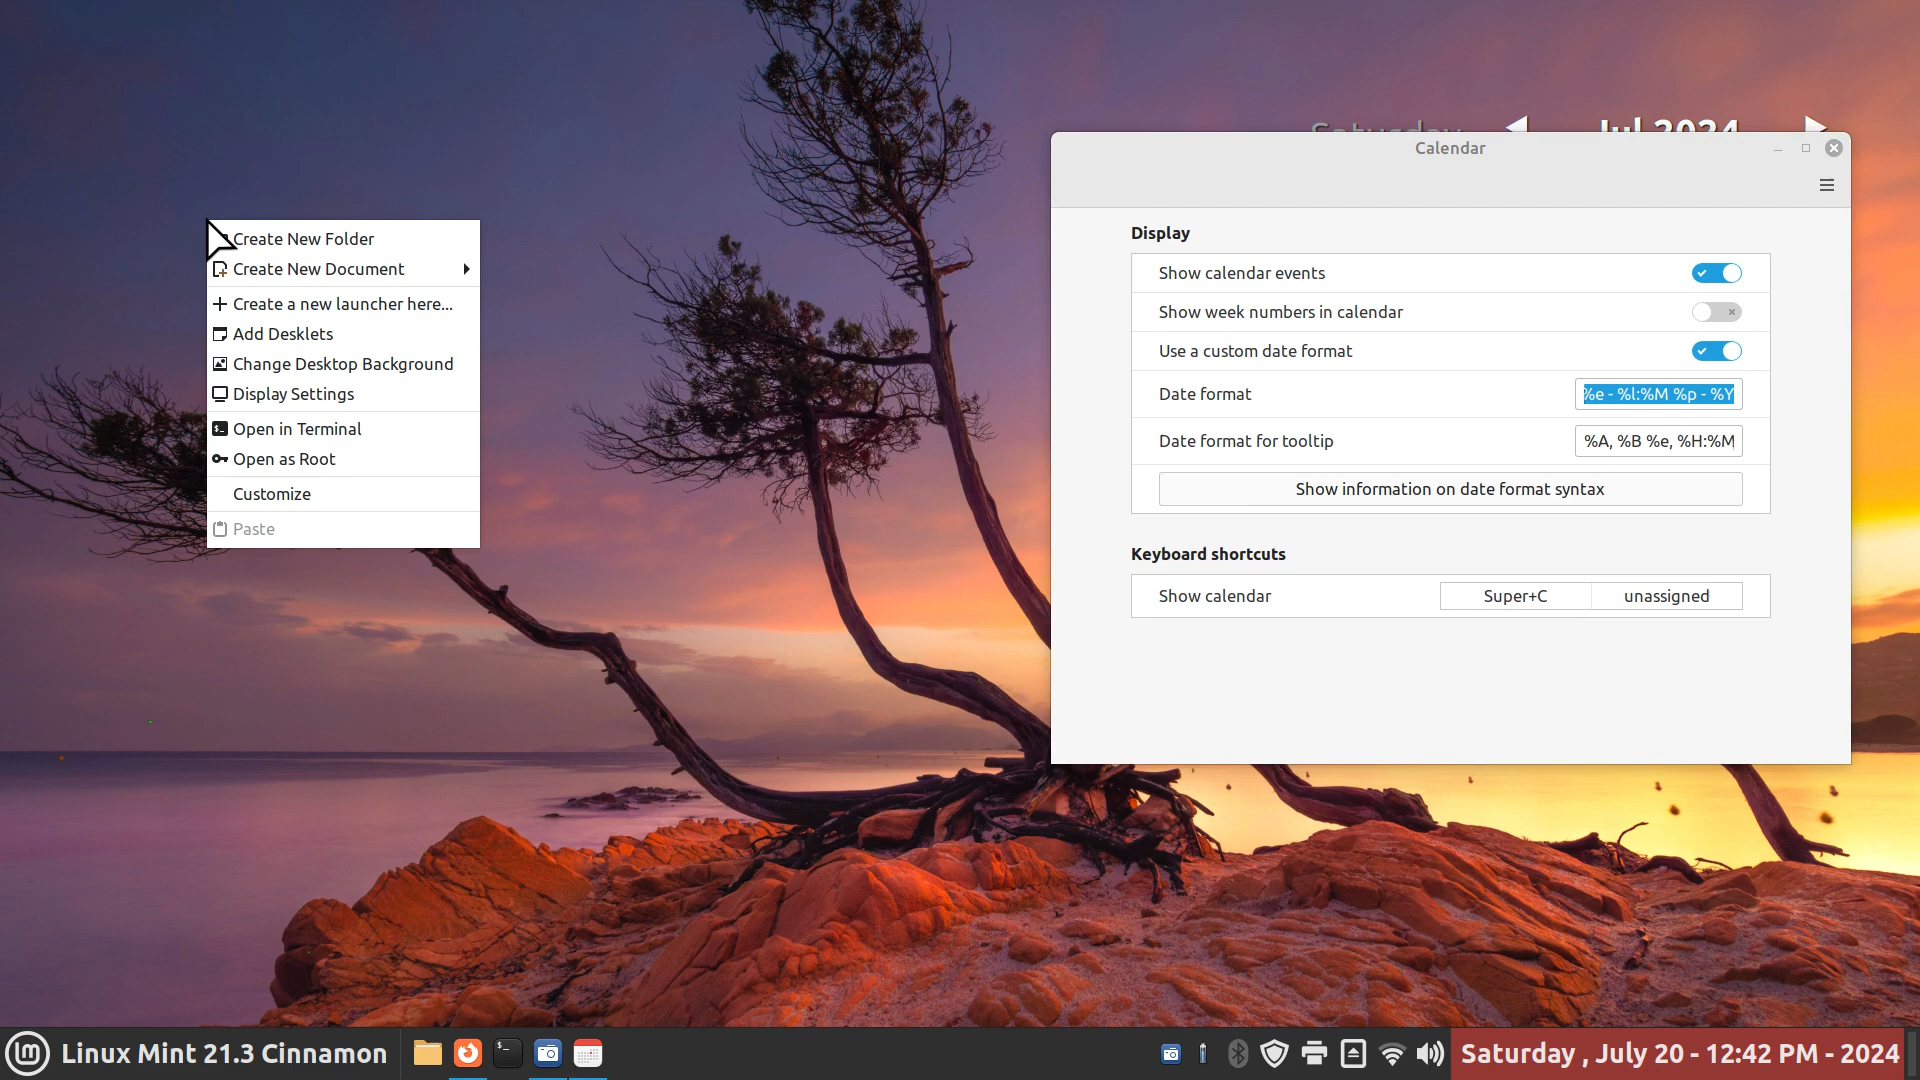 Saturday
Jul 2024
Calendar
Create New Folder
Create New Document
Create a new launcher here...
Add Desklets
Change Desktop Background
Display Settings
Open in Terminal
Open as Root
Customize
Paste
Display
Show calendar events
Show week numbers in calendar
Use a custom date format
Date format
%e - %l:%M %p - %Y
Date format for tooltip
%A, %B %e, %H:%M
Show information on date format syntax
Keyboard shortcuts
Show calendar
Super+C
unassigned
Linux Mint 21.3 Cinnamon
Saturday , July 20 - 12:42 PM - 2024